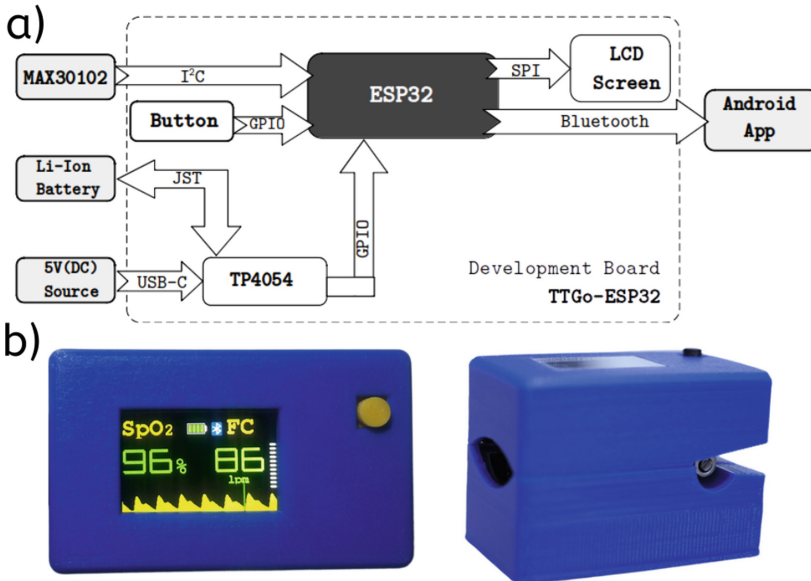 a)
MAX30102
I²C
ESP32
SPI
LCD
Screen
Button
GPIO
Bluetooth
Android
App
Li-Ion
Battery
JST
GPIO
5V(DC)
Source
USB-C
TP4054
Development Board
TTGo-ESP32
b)
SpO2 FC
96% 86
lpm